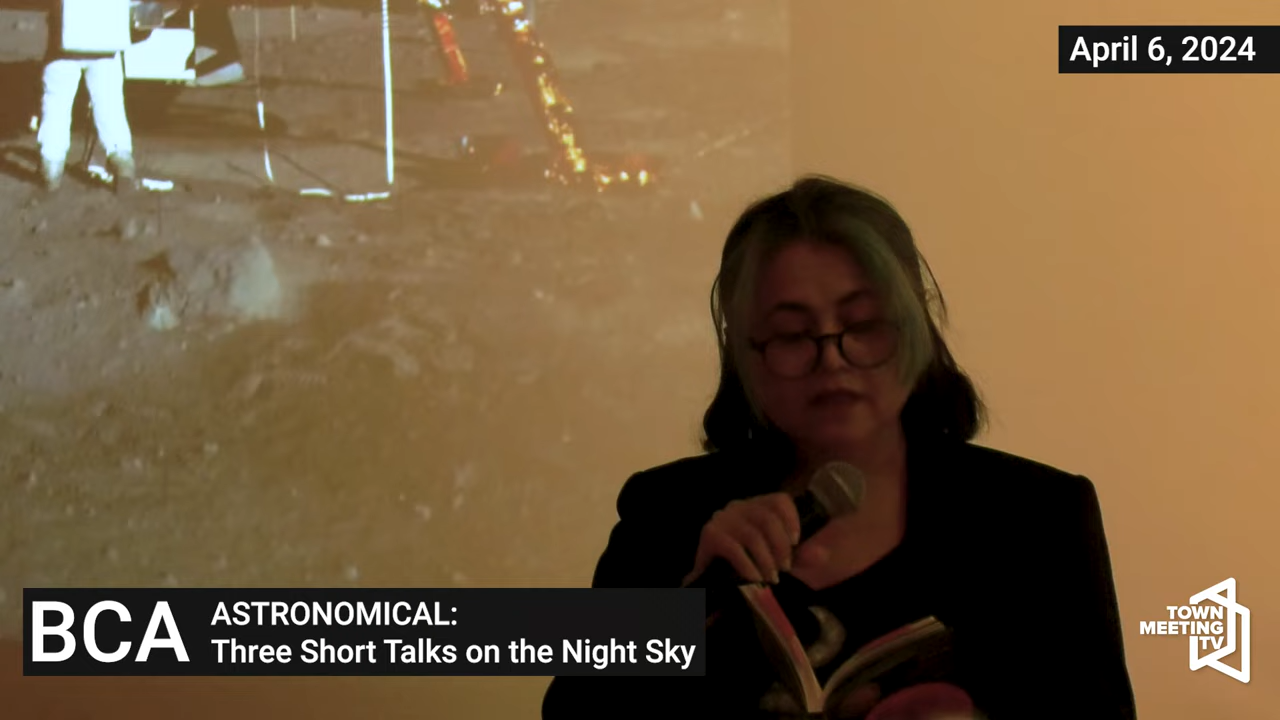 April 6, 2024
BCA
ASTRONOMICAL:
Three Short Talks on the Night Sky
TOWN
MEETING
TV